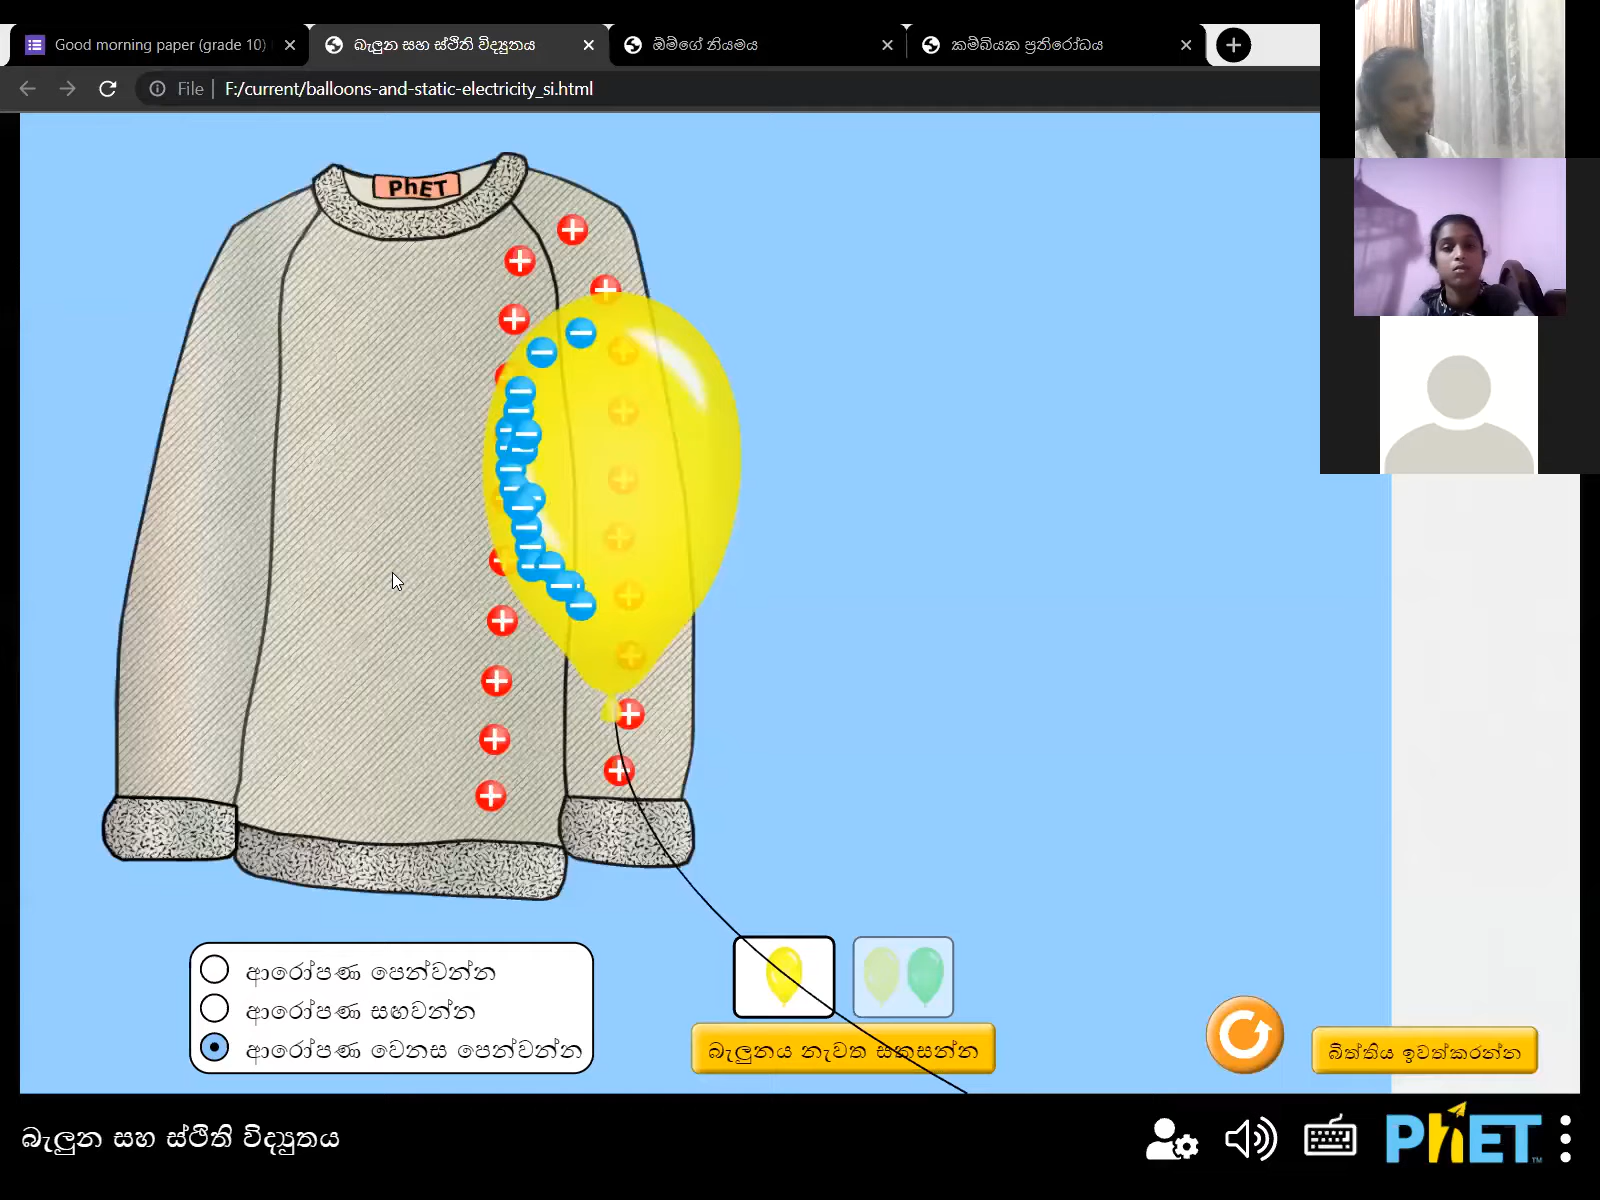 Good morning paper (grade 10)
බැලුන සහ ස්ථිති විද්‍යුතය
ඕම්ගේ නියමය
කම්බියක ප්‍රතිරෝධය
File
F:/current/balloons-and-static-electricity_si.html
PhET
ආරෝපණ පෙන්වන්න
ආරෝපණ සඟවන්න
ආරෝපණ වෙනස පෙන්වන්න
බැලුනය නැවත සකසන්න
බිත්තිය ඉවත්කරන්න
බැලුන සහ ස්ථිති විද්‍යුතය
PhET